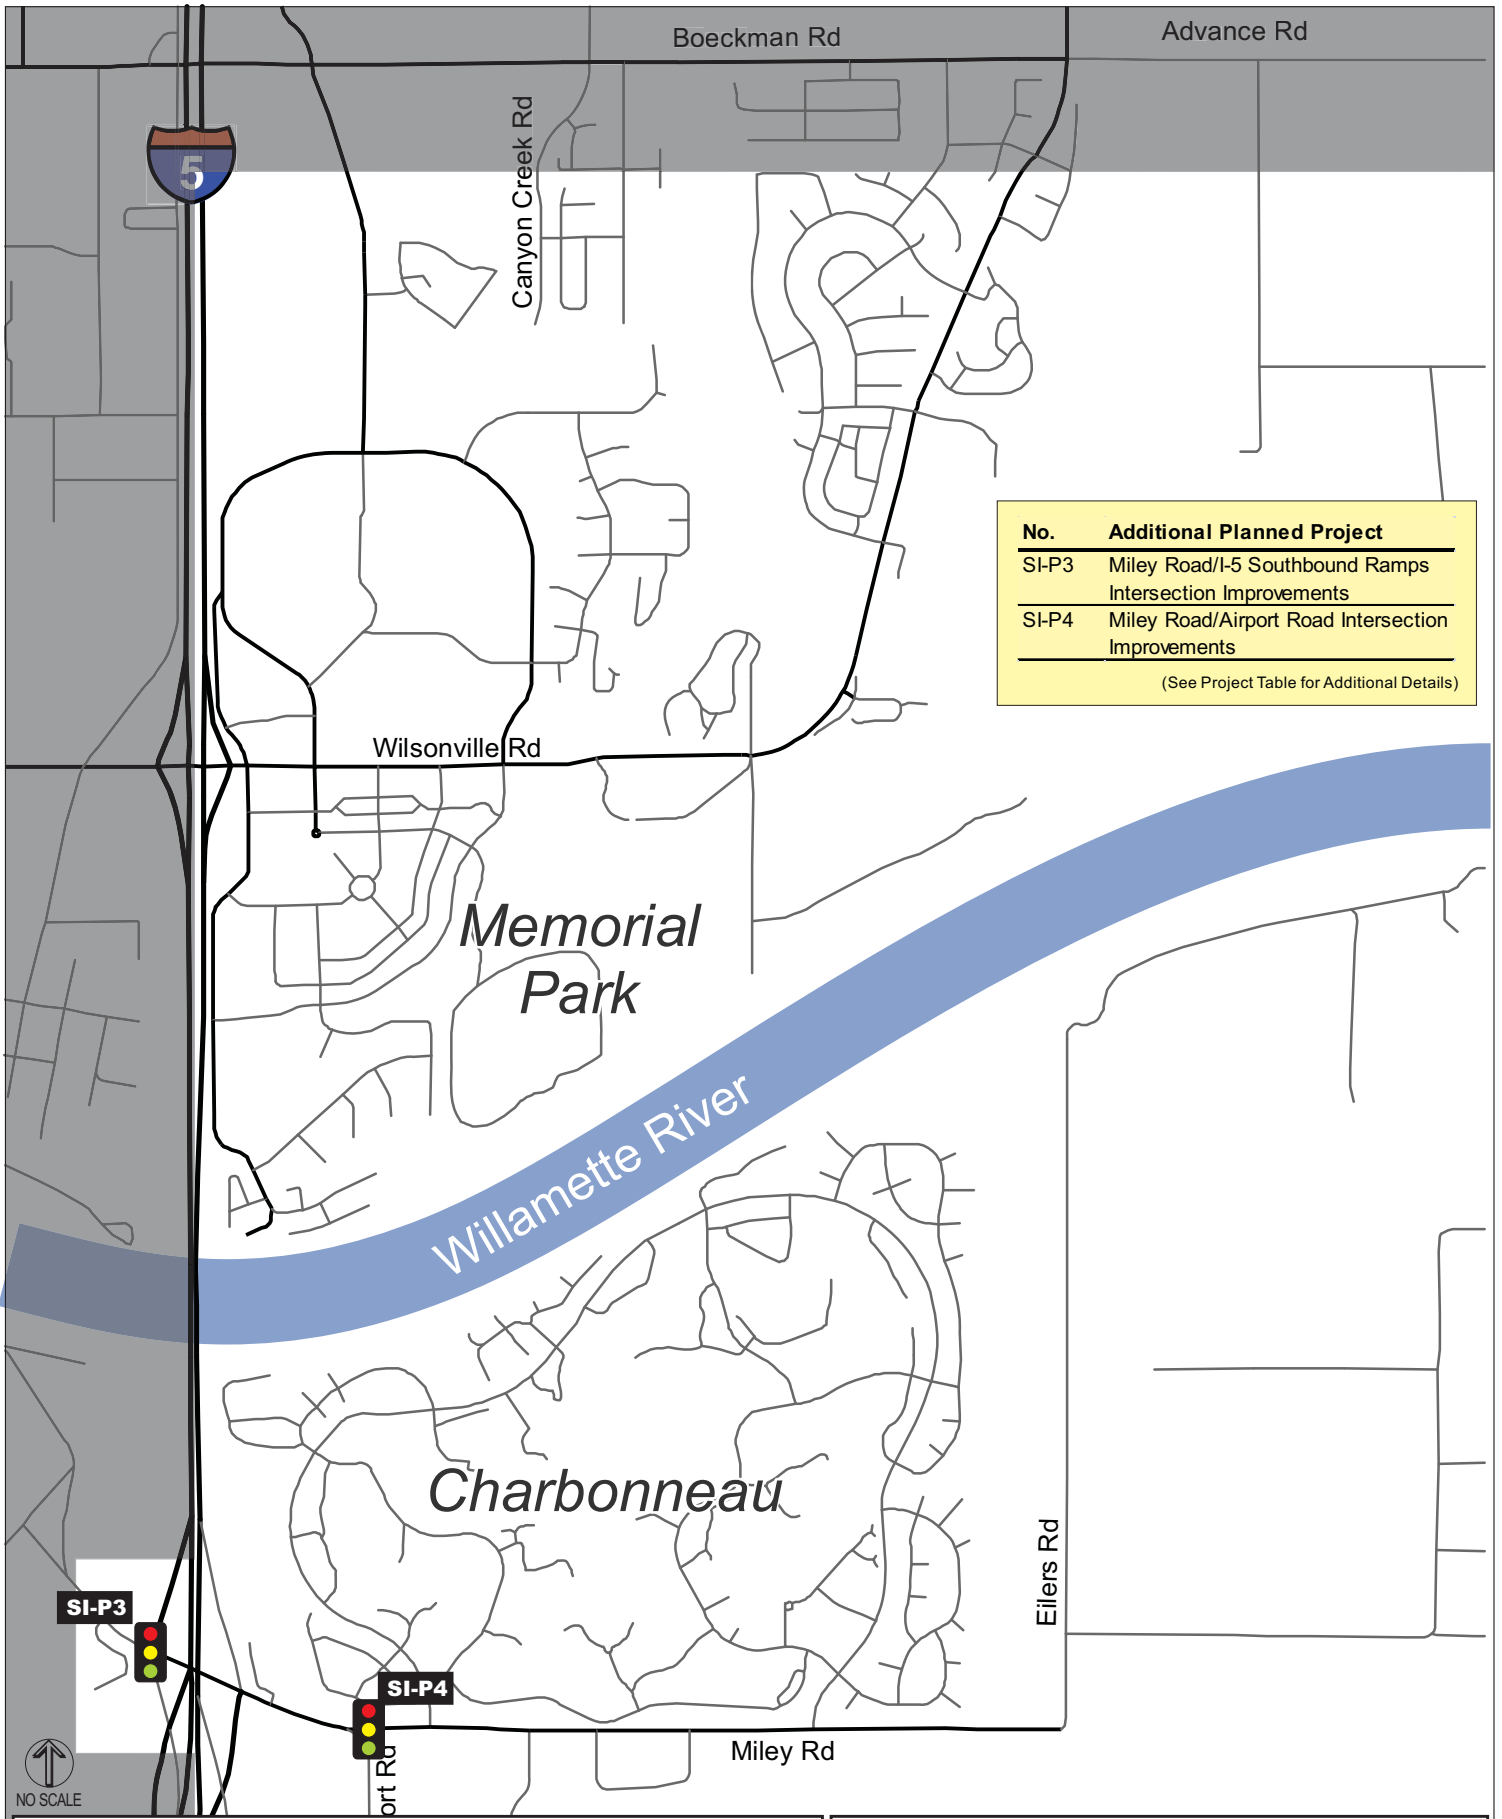 Boeckman Rd
Advance Rd
5
Canyon Creek Rd
No. Additional Planned Project
SI-P3 Miley Road/I-5 Southbound Ramps
Intersection Improvements
SI-P4 Miley Road/Airport Road Intersection
Improvements
(See Project Table for Additional Details)
Wilsonville Rd
Memorial
Park
Willamette River
Charbonneau
Eilers Rd
SI-P3
SI-P4
Miley Rd
ort Rd
NO SCALE